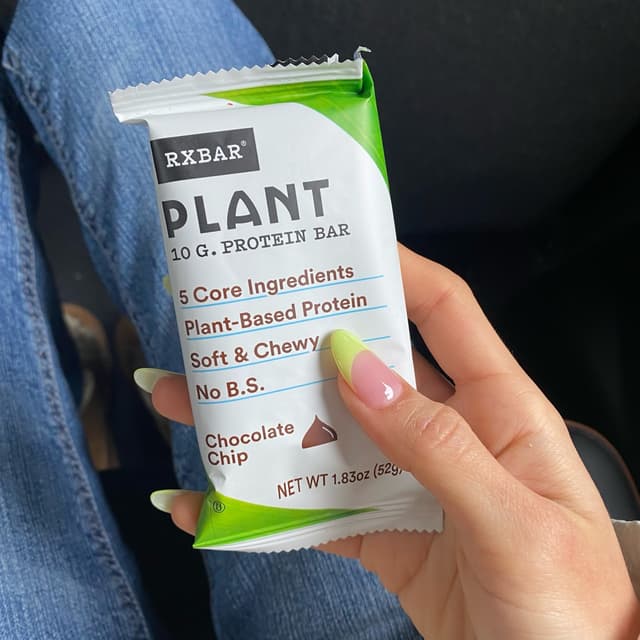 RXBAR®
PLANT
10 G. PROTEIN BAR
5 Core Ingredients
Plant-Based Protein
Soft & Chewy
No B.S.
Chocolate
Chip
NET WT 1.83oz (52g)
®